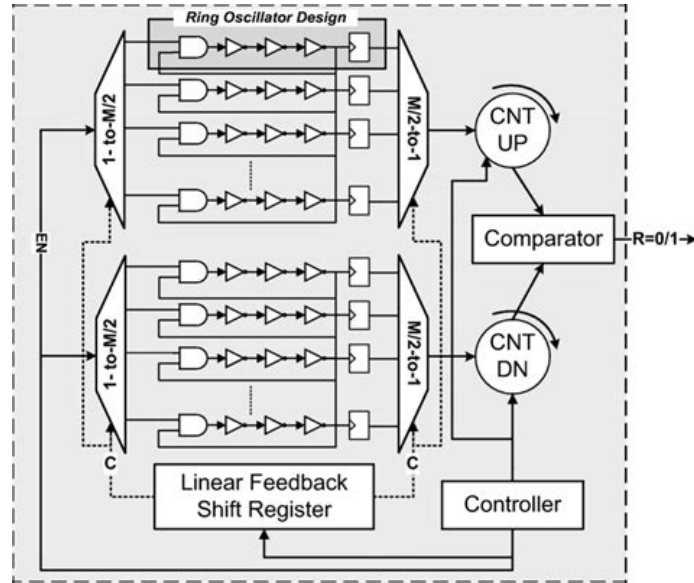 Ring Oscillator Design
1- to-M/2
M/2-to-1
CNT
UP
EN
Comparator
R=0/1
1- to-M/2
M/2-to-1
CNT
DN
C
C
Linear Feedback
Shift Register
Controller